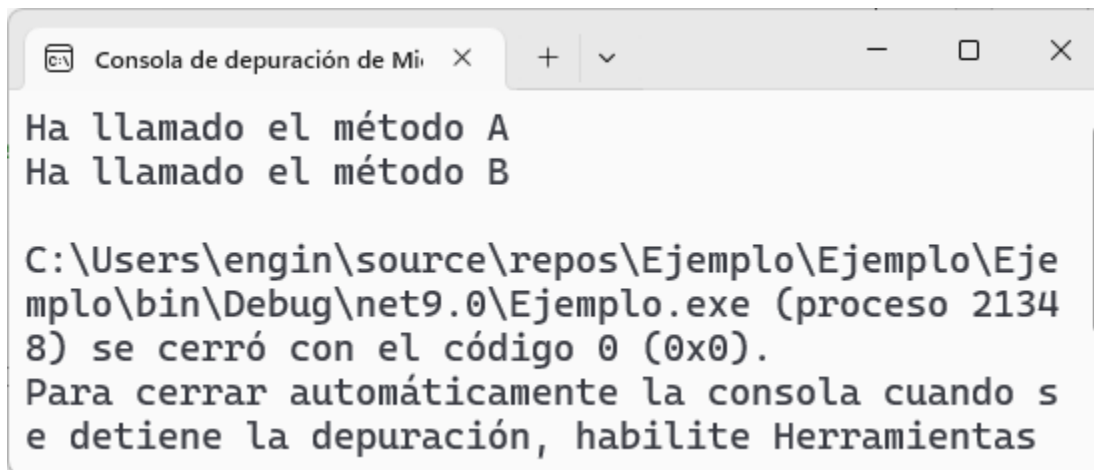 Consola de depuración de Mi
Ha llamado el método A
Ha llamado el método B
C:\Users\engin\source\repos\Ejemplo\Ejemplo\Eje
mplo\bin\Debug\net9.0\Ejemplo.exe (proceso 2134
8) se cerró con el código 0 (0x0).
Para cerrar automáticamente la consola cuando s
e detiene la depuración, habilite Herramientas